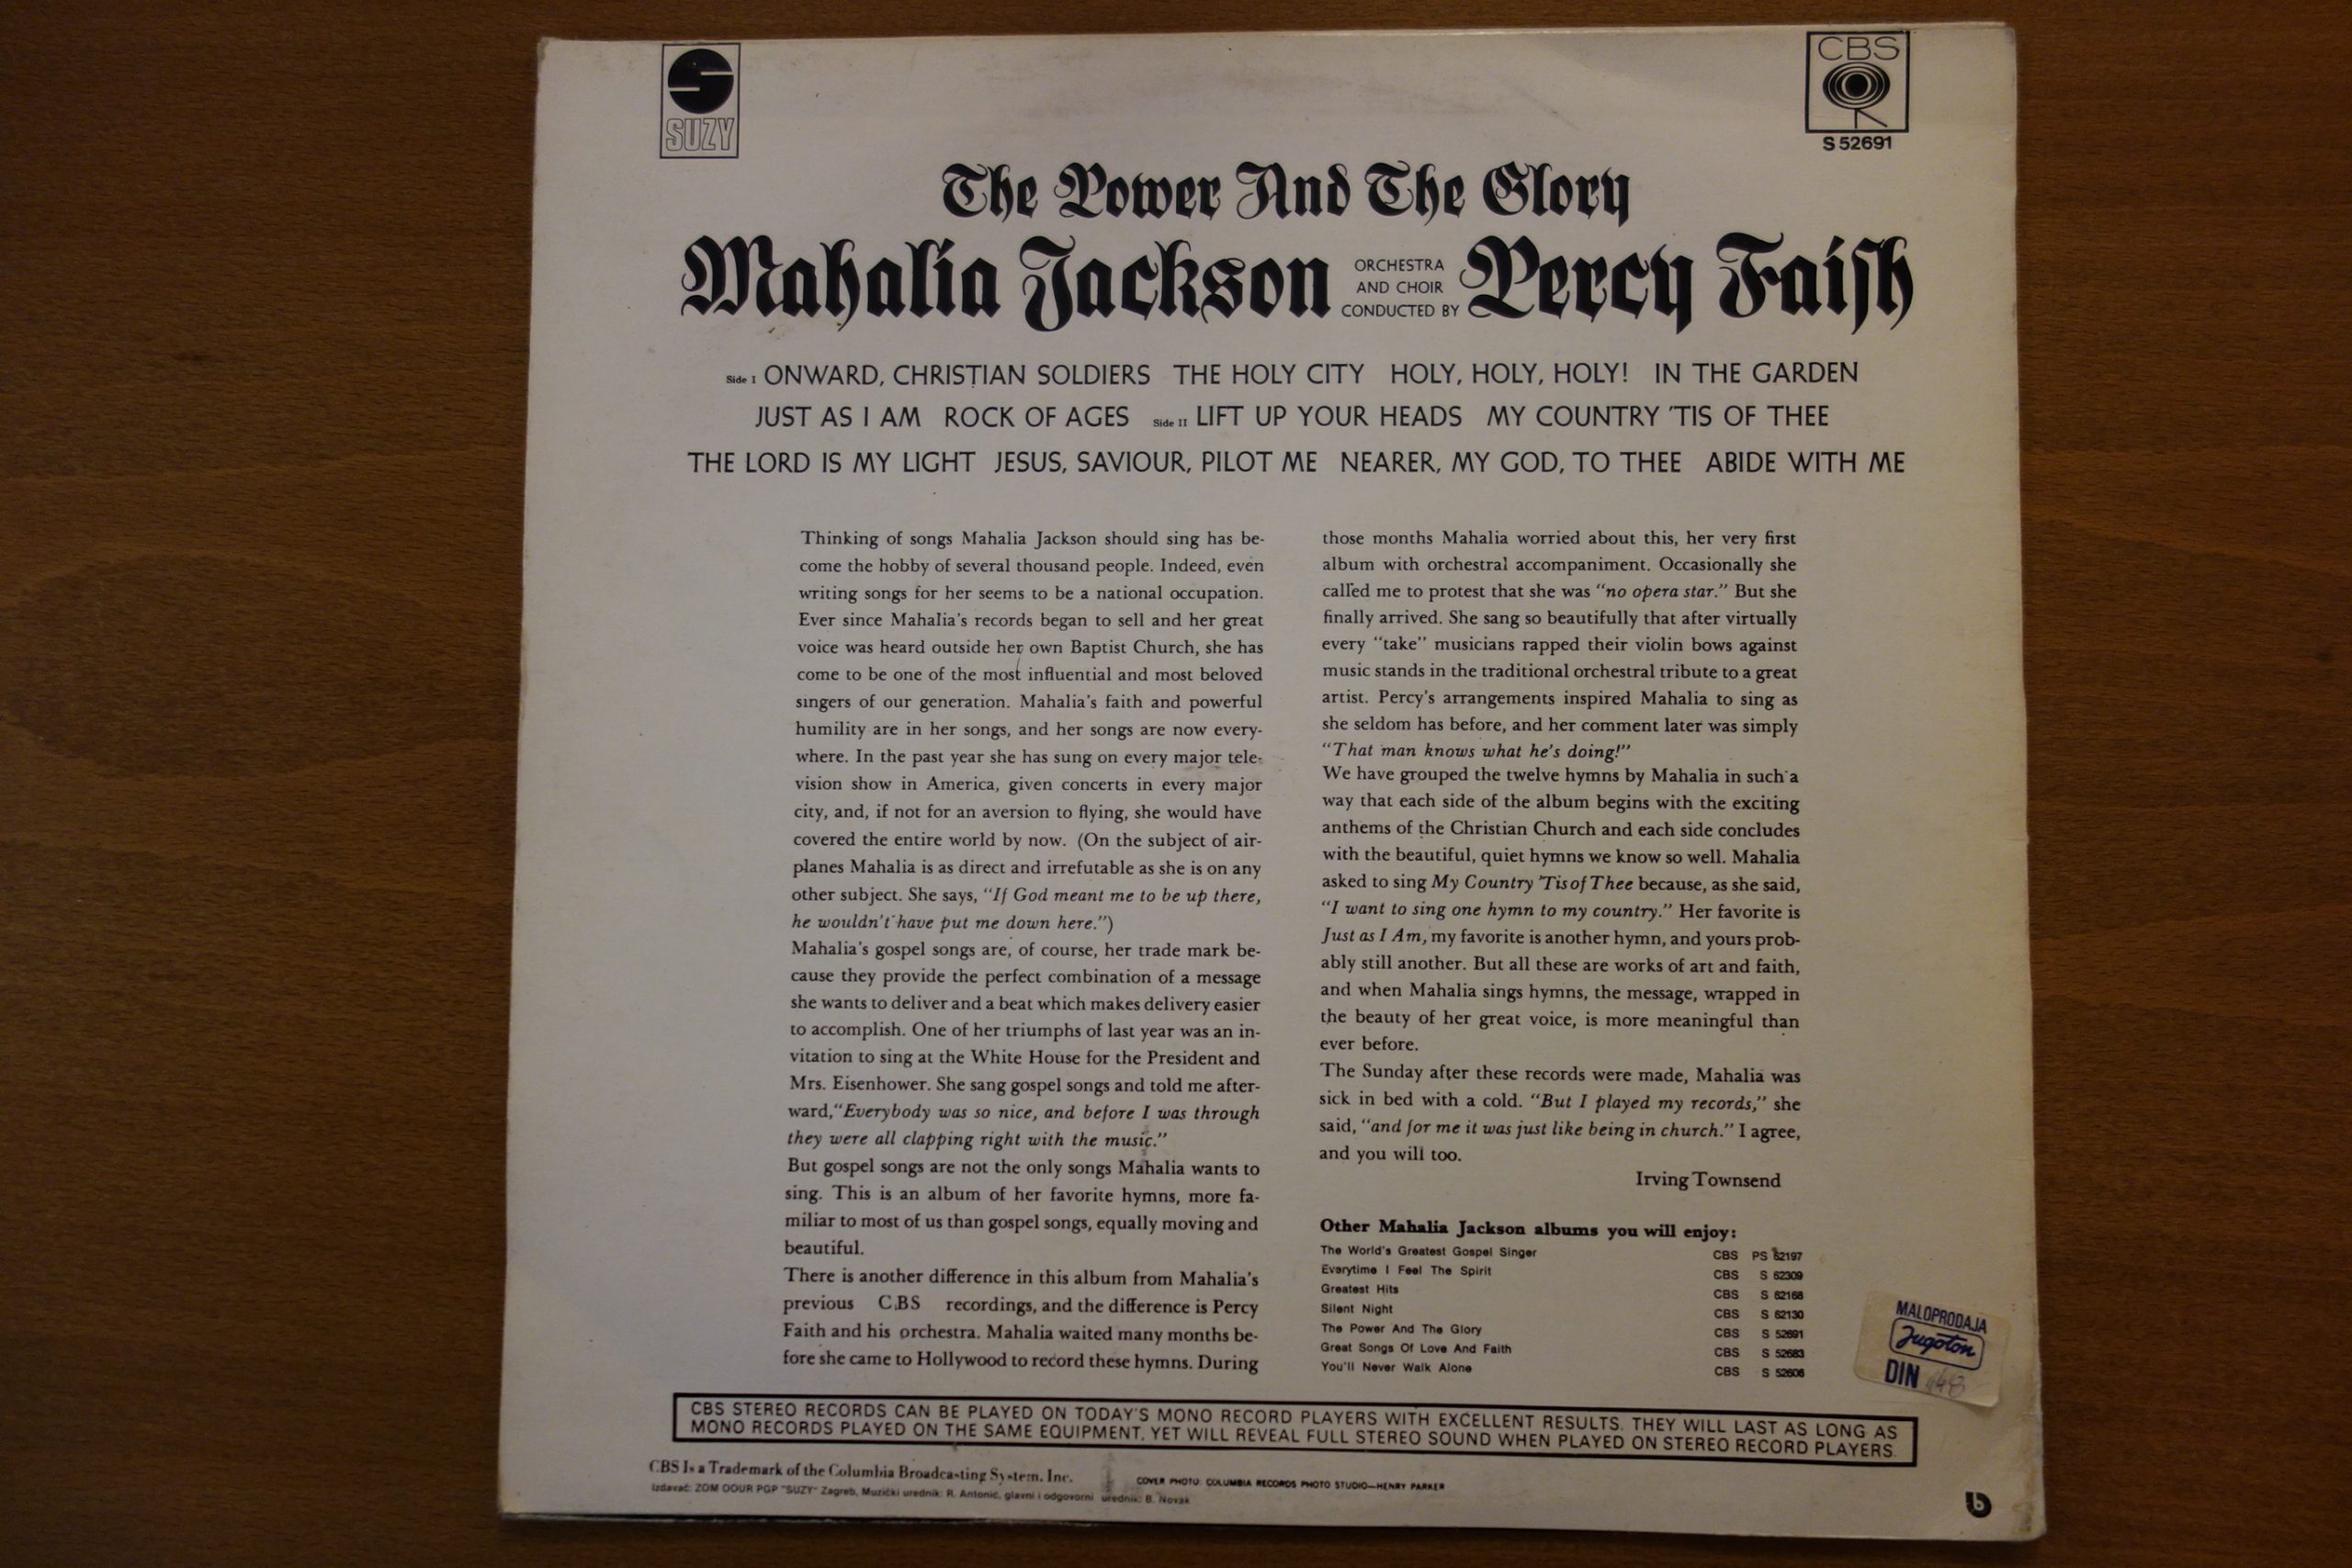 SUZY
CBS
S 52691
The Power And The Glory
Mahalia Jackson ORCHESTRA AND CHOIR CONDUCTED BY Percy Faith
Side I ONWARD, CHRISTIAN SOLDIERS THE HOLY CITY HOLY, HOLY, HOLY! IN THE GARDEN
JUST AS I AM ROCK OF AGES Side II LIFT UP YOUR HEADS MY COUNTRY 'TIS OF THEE
THE LORD IS MY LIGHT JESUS, SAVIOUR, PILOT ME NEARER, MY GOD, TO THEE ABIDE WITH ME
Thinking of songs Mahalia Jackson should sing has be-
come the hobby of several thousand people. Indeed, even
writing songs for her seems to be a national occupation.
Ever since Mahalia's records began to sell and her great
voice was heard outside her own Baptist Church, she has
come to be one of the most influential and most beloved
singers of our generation. Mahalia's faith and powerful
humility are in her songs, and her songs are now every-
where. In the past year she has sung on every major tele-
vision show in America, given concerts in every major
city, and, if not for an aversion to flying, she would have
covered the entire world by now. (On the subject of air-
planes Mahalia is as direct and irrefutable as she is on any
other subject. She says, "If God meant me to be up there,
he wouldn't have put me down here.")
Mahalia's gospel songs are, of course, her trade mark be-
cause they provide the perfect combination of a message
she wants to deliver and a beat which makes delivery easier
to accomplish. One of her triumphs of last year was an in-
vitation to sing at the White House for the President and
Mrs. Eisenhower. She sang gospel songs and told me after-
ward,"Everybody was so nice, and before I was through
they were all clapping right with the music."
But gospel songs are not the only songs Mahalia wants to
sing. This is an album of her favorite hymns, more fa-
miliar to most of us than gospel songs, equally moving and
beautiful.
There is another difference in this album from Mahalia's
previous CBS recordings, and the difference is Percy
Faith and his orchestra. Mahalia waited many months be-
fore she came to Hollywood to record these hymns. During
those months Mahalia worried about this, her very first
album with orchestral accompaniment. Occasionally she
called me to protest that she was "no opera star." But she
finally arrived. She sang so beautifully that after virtually
every "take" musicians rapped their violin bows against
music stands in the traditional orchestral tribute to a great
artist. Percy's arrangements inspired Mahalia to sing as
she seldom has before, and her comment later was simply
"That man knows what he's doing!"
We have grouped the twelve hymns by Mahalia in such a
way that each side of the album begins with the exciting
anthems of the Christian Church and each side concludes
with the beautiful, quiet hymns we know so well. Mahalia
asked to sing My Country 'Tis of Thee because, as she said,
"I want to sing one hymn to my country." Her favorite is
Just as I Am, my favorite is another hymn, and yours prob-
ably still another. But all these are works of art and faith,
and when Mahalia sings hymns, the message, wrapped in
the beauty of her great voice, is more meaningful than
ever before.
The Sunday after these records were made, Mahalia was
sick in bed with a cold. "But I played my records," she
said, "and for me it was just like being in church." I agree,
and you will too.
Irving Townsend
Other Mahalia Jackson albums you will enjoy:
The World's Greatest Gospel Singer CBS PS 62197
Everytime I Feel The Spirit CBS S 62309
Greatest Hits CBS S 62168
Silent Night CBS S 62130
The Power And The Glory CBS S 52691
Great Songs Of Love And Faith CBS S 52683
You'll Never Walk Alone CBS S 52606
MALOPRODAJA
Jugoton
DIN
CBS STEREO RECORDS CAN BE PLAYED ON TODAY'S MONO RECORD PLAYERS WITH EXCELLENT RESULTS. THEY WILL LAST AS LONG AS
MONO RECORDS PLAYED ON THE SAME EQUIPMENT, YET WILL REVEAL FULL STEREO SOUND WHEN PLAYED ON STEREO RECORD PLAYERS.
CBS Is a Trademark of the Columbia Broadcasting System, Inc.
COVER PHOTO: COLUMBIA RECORDS PHOTO STUDIO—HENRY PARKER
Izdavač: ZOM OOUR PGP "SUZY" Zagreb, Muzički urednik: R. Antonić, glavni i odgovorni urednik: B. Novak